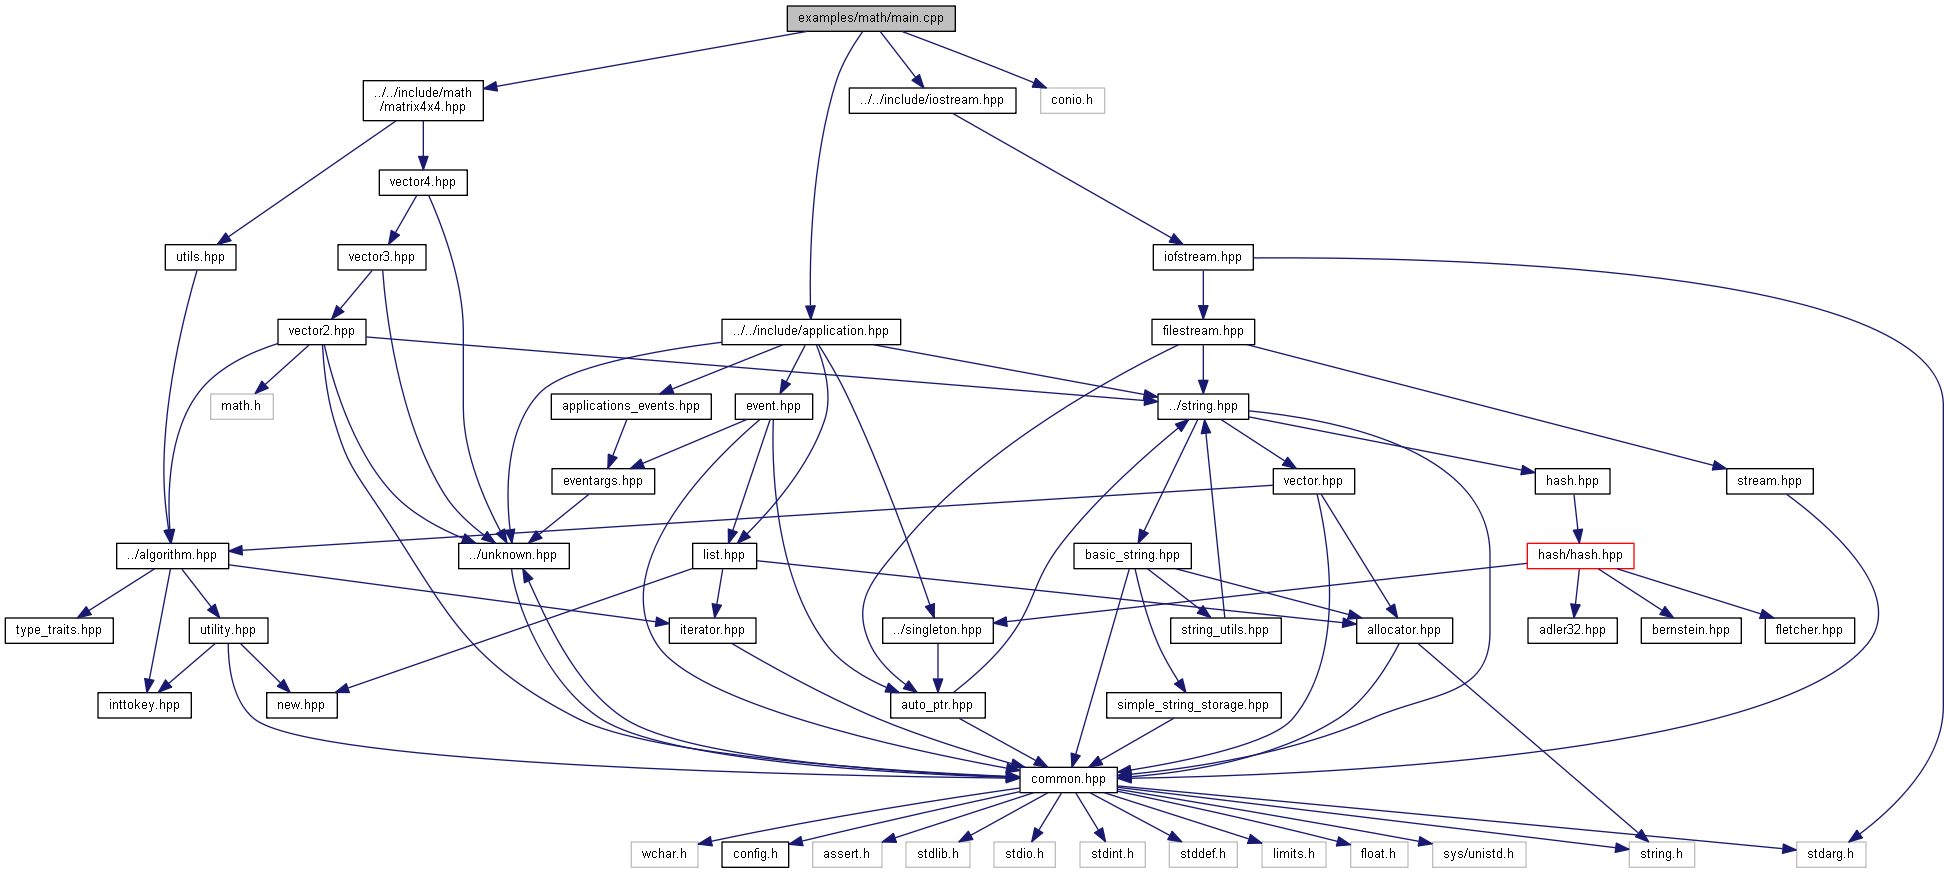 examples/math/main.cpp
../../include/math
/matrix4x4.hpp
../../include/iostream.hpp
conio.h
vector4.hpp
utils.hpp
vector3.hpp
iofstream.hpp
vector2.hpp
../../include/application.hpp
filestream.hpp
math.h
applications_events.hpp
event.hpp
../string.hpp
eventargs.hpp
vector.hpp
hash.hpp
stream.hpp
../algorithm.hpp
../unknown.hpp
list.hpp
basic_string.hpp
hash/hash.hpp
type_traits.hpp
utility.hpp
iterator.hpp
../singleton.hpp
string_utils.hpp
allocator.hpp
adler32.hpp
bernstein.hpp
fletcher.hpp
inttokey.hpp
new.hpp
auto_ptr.hpp
simple_string_storage.hpp
common.hpp
wchar.h
config.h
assert.h
stdlib.h
stdio.h
stdint.h
stddef.h
limits.h
float.h
sys/unistd.h
string.h
stdarg.h